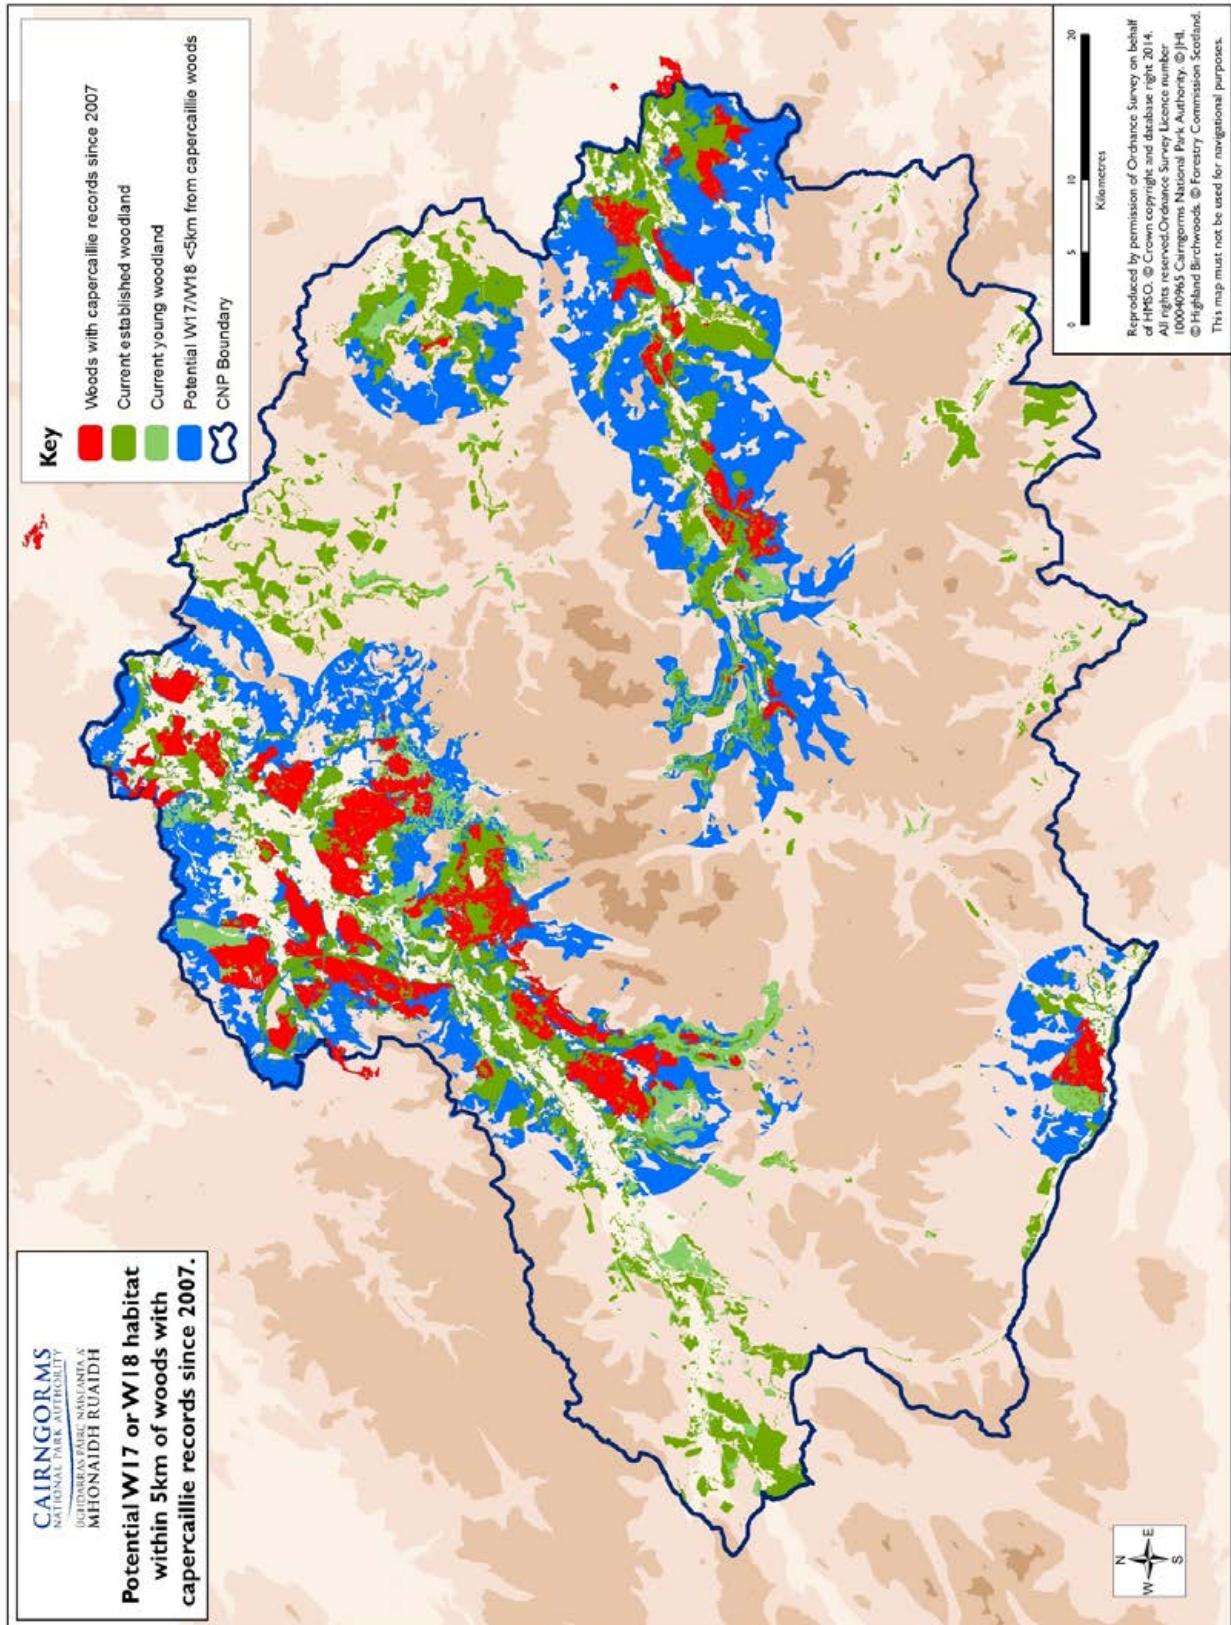 CAIRNGORMS
NATIONAL PARK AUTHORITY
ÙGHDARRAS PÀIRC NÀISEANTA A'
MHONAIDH RUAIDH
Potential W17 or W18 habitat
within 5km of woods with
capercaillie records since 2007.
Key
Woods with capercaillie records since 2007
Current established woodland
Current young woodland
Potential W17/W18 <5km from capercaillie woods
CNP Boundary
N
W E
S
0 5 10 20
Kilometres
Reproduced by permission of Ordnance Survey on behalf
of HMSO. © Crown copyright and database right 2014.
All rights reserved.Ordnance Survey Licence number
100040965 Cairngorms National Park Authority. © JHI.
© Highland Birchwoods. © Forestry Commission Scotland.
This map must not be used for navigational purposes.